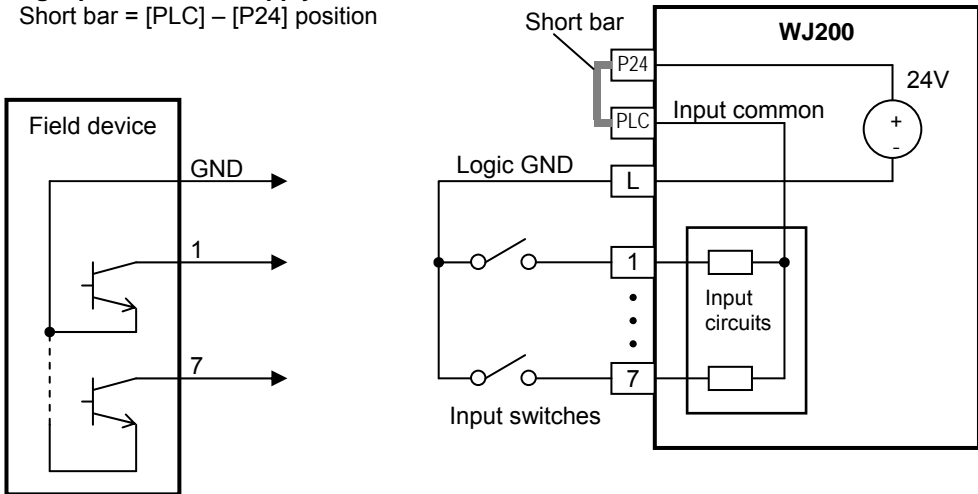 Short bar = [PLC] – [P24] position
Short bar
WJ200
P24
24V
PLC
Input common
+
-
Field device
GND
Logic GND
L
1
1
Input
circuits
7
7
Input switches